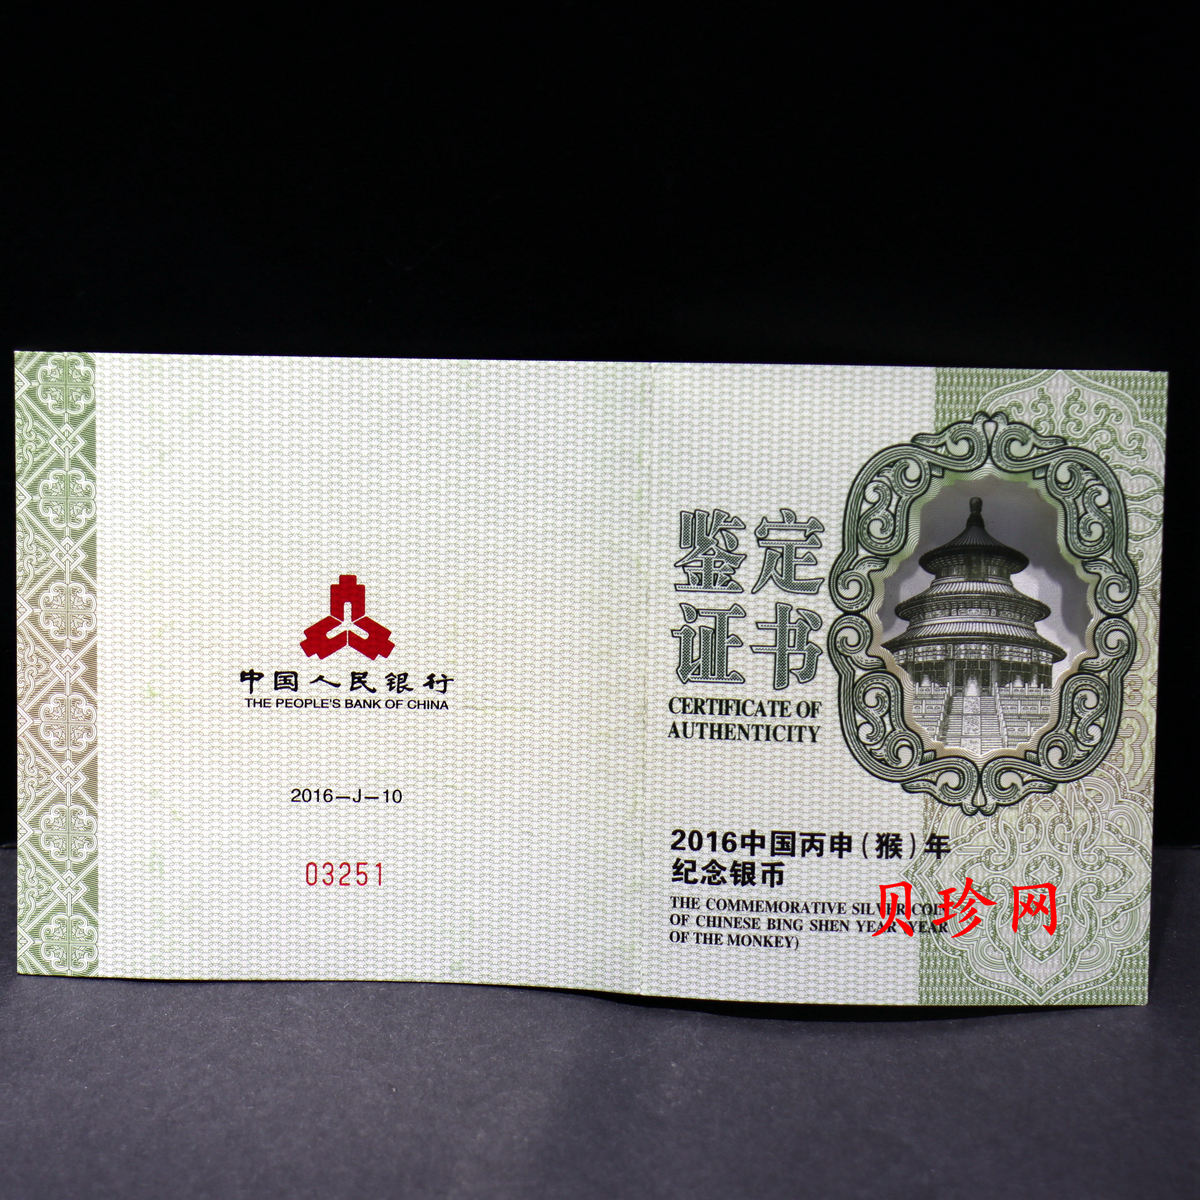 中国人民银行
THE PEOPLE'S BANK OF CHINA
2016—J—10
03251
鉴定
证书
CERTIFICATE OF
AUTHENTICITY
2016中国丙申(猴)年
纪念银币
THE COMMEMORATIVE SILVER COIN
OF CHINESE BING SHEN YEAR (YEAR
OF THE MONKEY)
贝珍网